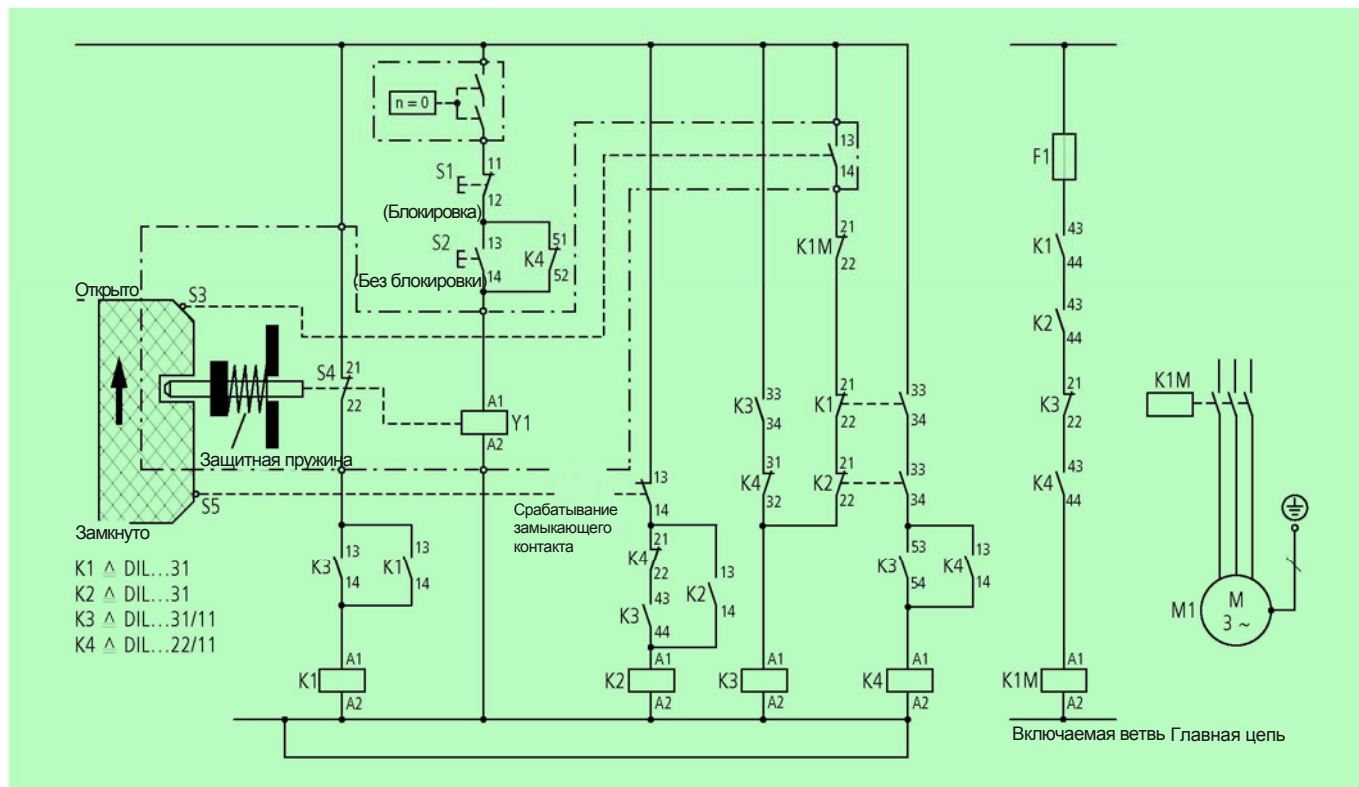 n = 0
S1
11
12
(Блокировка)
S2
13
14
K4
51
52
(Без блокировки)
13
14
F1
K1M
21
22
K1
43
44
K2
43
44
Открыто
S3
S4
21
22
A1
Y1
A2
Защитная пружина
K3
33
34
K1
21
22
33
34
K3
21
22
K1M
K4
31
32
K2
21
22
33
34
K4
43
44
S5
Замкнуто
13
14
Срабатывание
замыкающего
контакта
K1 ≙ DIL...31
K2 ≙ DIL...31
K3 ≙ DIL...31/11
K4 ≙ DIL...22/11
K3
13
14
K1
13
14
K4
21
22
K3
43
44
K2
13
14
K3
53
54
K4
13
14
M1
M
3 ~
K1
A1
A2
K2
A1
A2
K3
A1
A2
K4
A1
A2
K1M
A1
A2
Включаемая ветвь Главная цепь